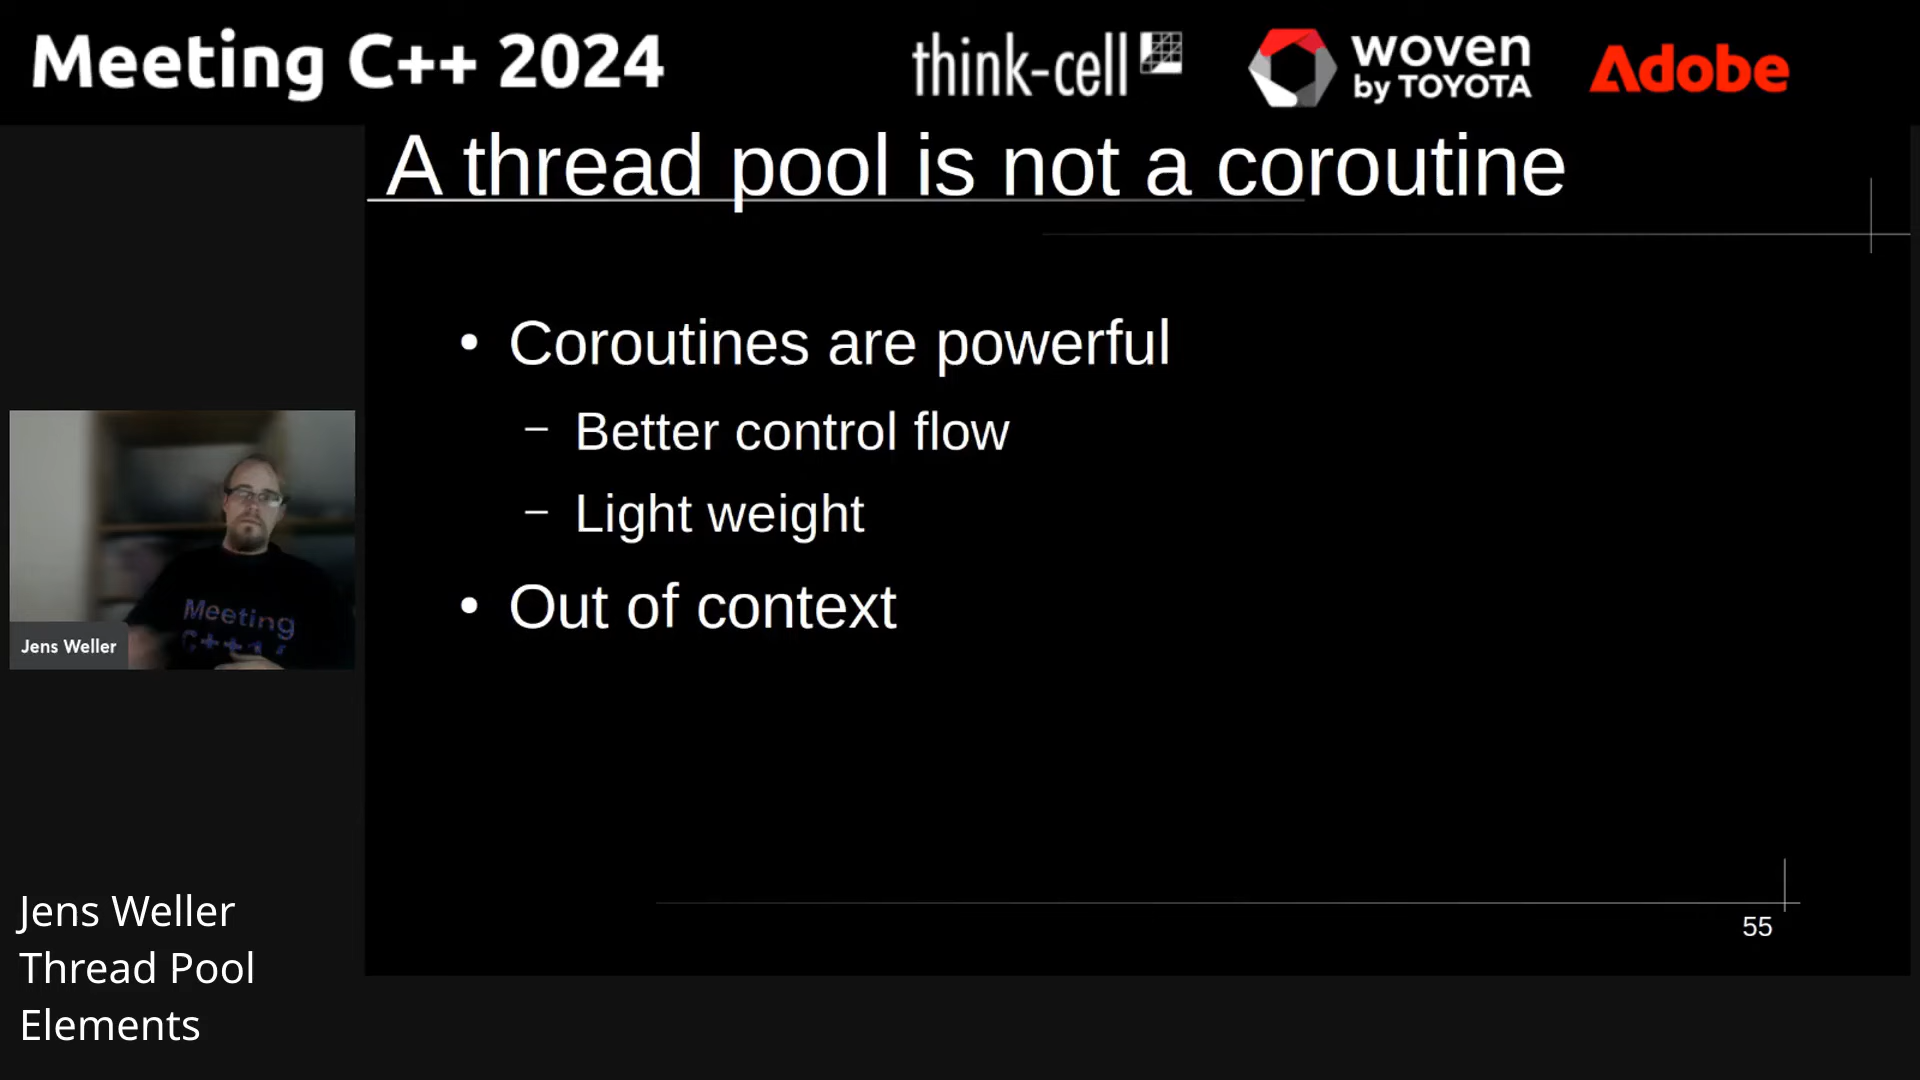 Meeting C++ 2024
think-cell
woven
by TOYOTA
Adobe
A thread pool is not a coroutine
• Coroutines are powerful
– Better control flow
– Light weight
• Out of context
Meeting
Jens Weller
Jens Weller
Thread Pool
Elements
55